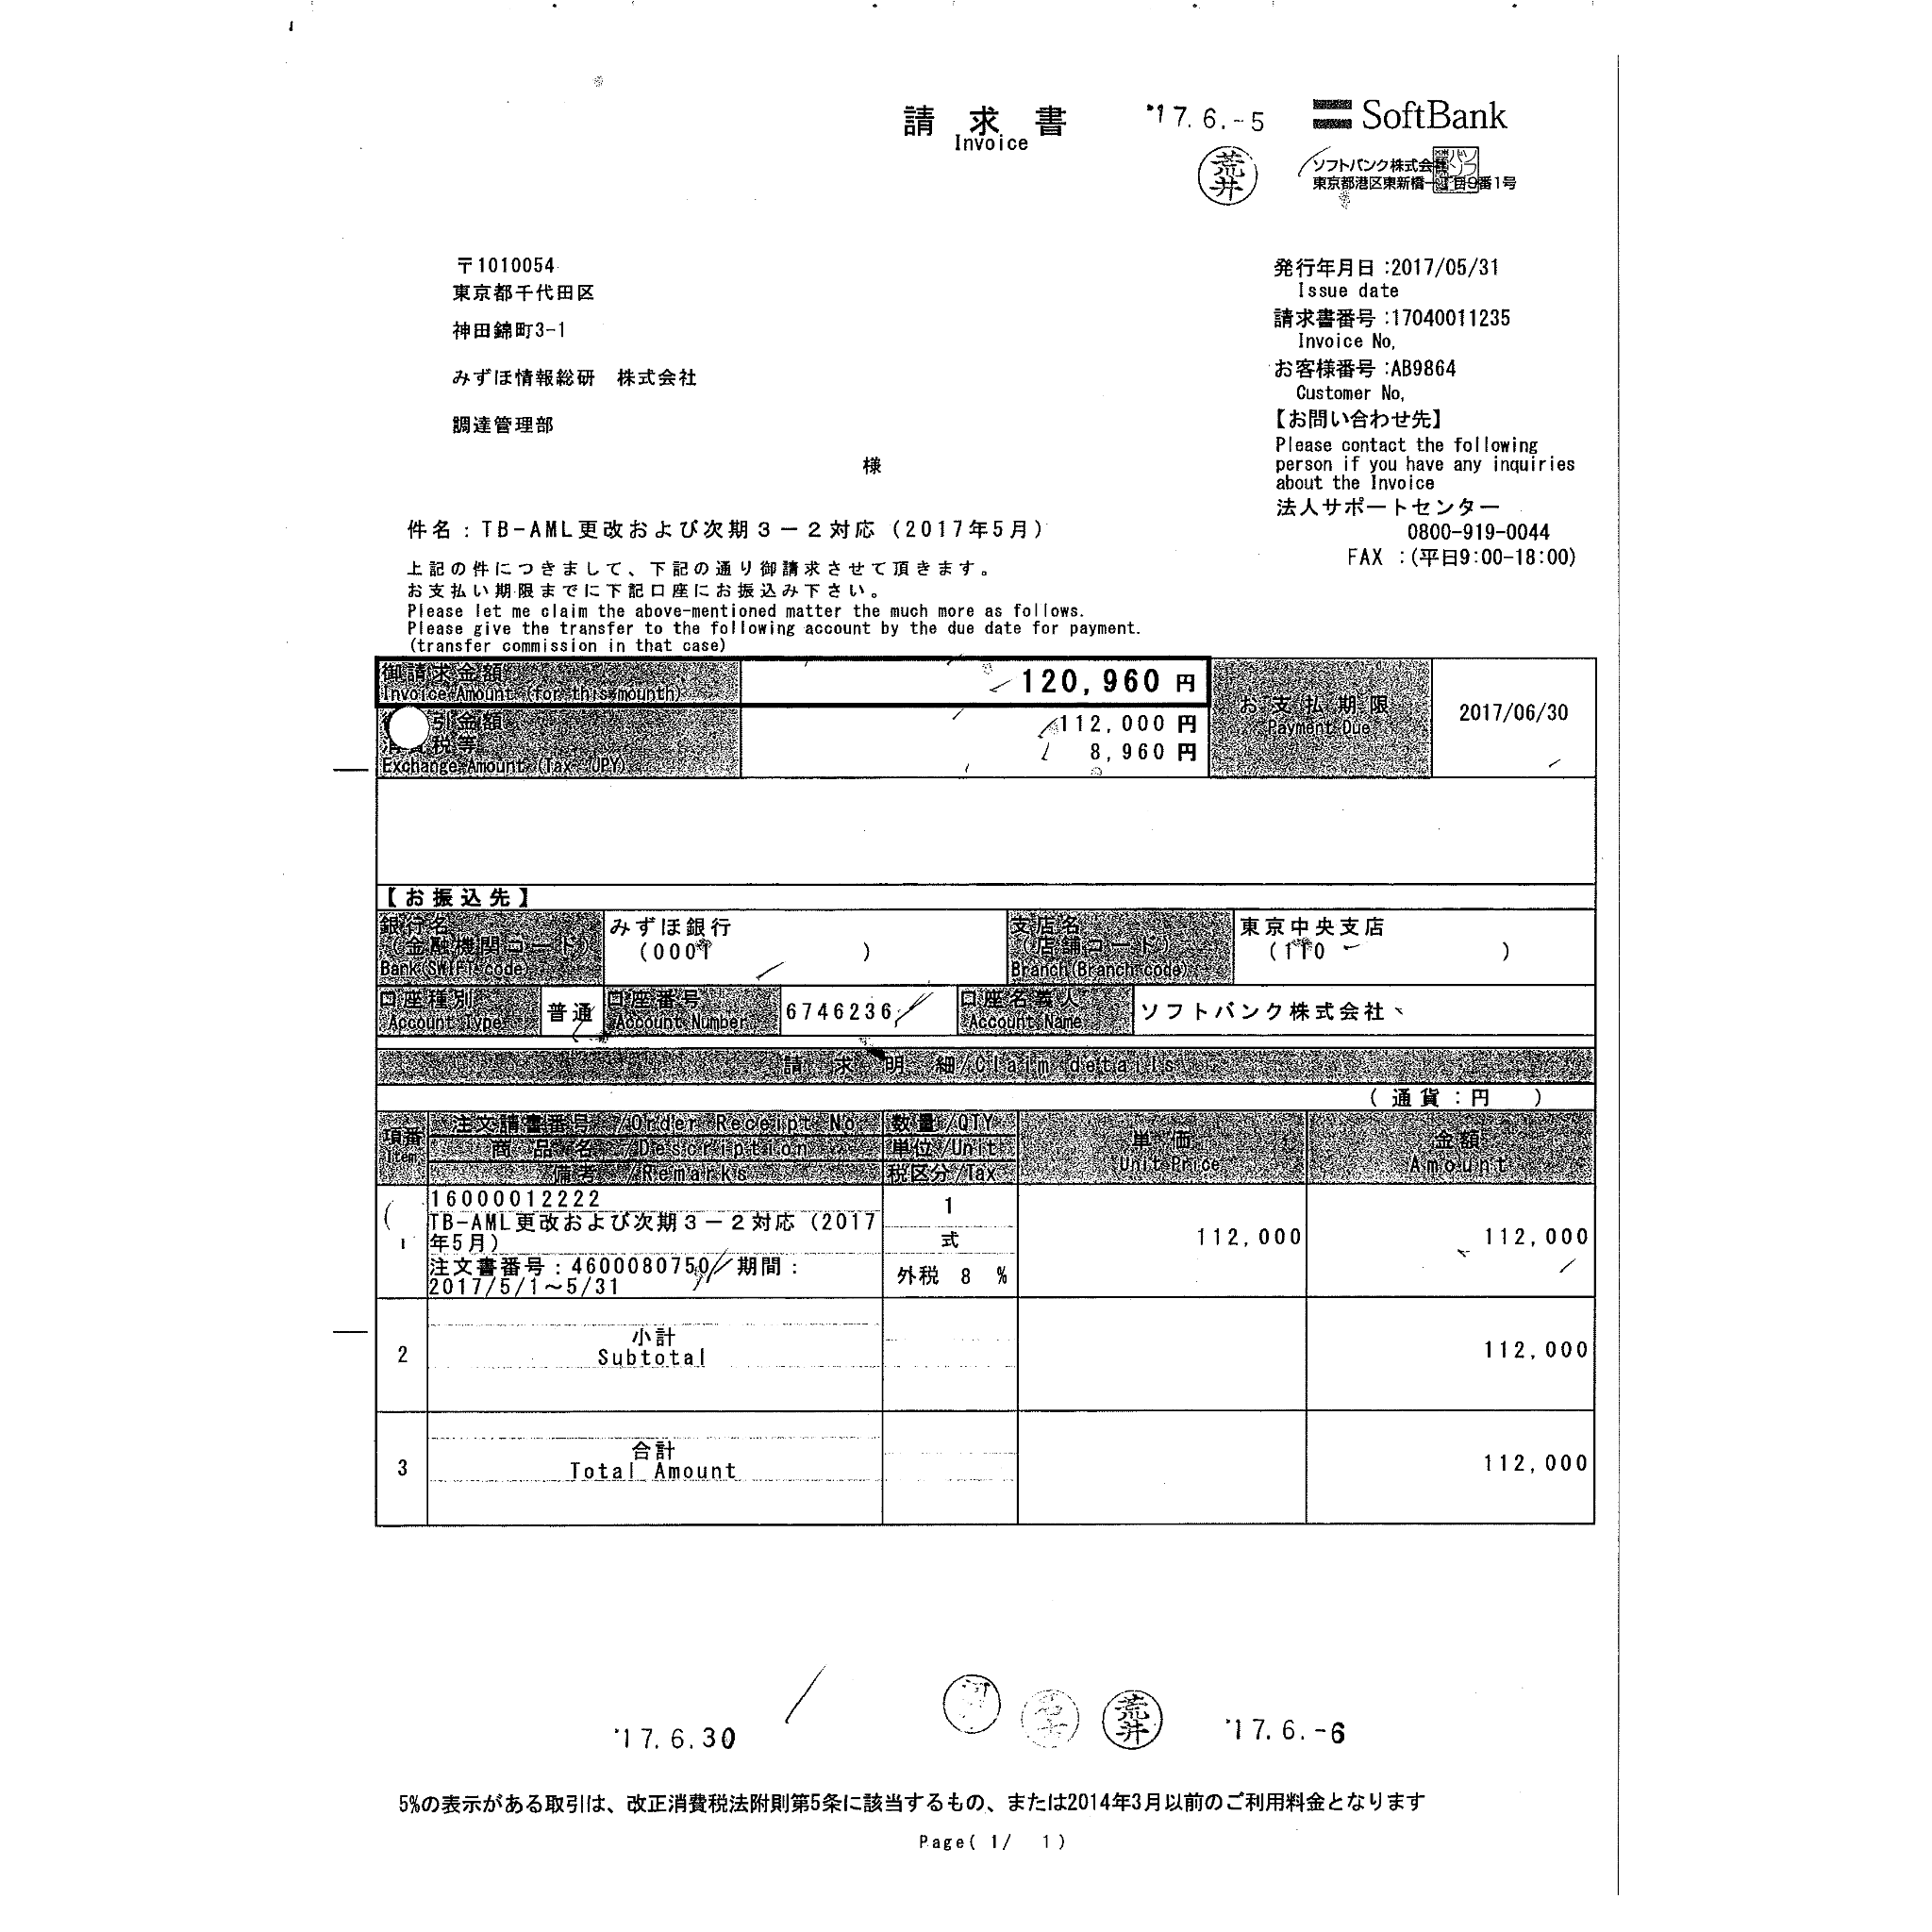 請求書
Invoice
'17.6.-5
SoftBank
荒井
ソフトバンク株式会社
東京都港区東新橋一丁目9番1号
〒1010054
東京都千代田区
神田錦町3-1
みずほ情報総研　株式会社
調達管理部
様
発行年月日:2017/05/31
Issue date
請求書番号:17040011235
Invoice No,
お客様番号:AB9864
Customer No,
【お問い合わせ先】
Please contact the following
person if you have any inquiries
about the Invoice
法人サポートセンター
0800-919-0044
FAX :(平日9:00-18:00)
件名:TB-AML更改および次期3-2対応(2017年5月)
上記の件につきまして、下記の通り御請求させて頂きます。
お支払い期限までに下記口座にお振込み下さい。
Please let me claim the above-mentioned matter the much more as follows.
Please give the transfer to the following account by the due date for payment.
(transfer commission in that case)
御請求金額
Invoice Amount (for this mounth)
120,960 円
引金額
112,000 円
税等
8,960 円
Exchange Amount (Tax JPY)
お支払期限
Payment Due
2017/06/30
【お振込先】
銀行名
(金融機関コード)
Bank(SWIFT code)
みずほ銀行
(0001 )
支店名
(店舗コード)
Branch(Branch code)
東京中央支店
(110 )
口座種別
Account Type
普通
口座番号
Account Number
6746236
口座名義人
Account Name
ソフトバンク株式会社
請求明細/Claim details
(通貨:円 )
項番
Item
注文請書番号 /Order Receipt No
商品名 /Description
備考 /Remarks
数量/QTY
単位/Unit
税区分/Tax
単価
Unit Price
金額
Amount
1
16000012222
TB-AML更改および次期3-2対応(2017
年5月)
注文書番号:4600080750/期間:
2017/5/1～5/31
1
式
外税 8 %
112,000
112,000
2
小計
Subtotal
112,000
3
合計
Total Amount
112,000
'17.6.30
荒井
'17.6.-6
5%の表示がある取引は、改正消費税法附則第5条に該当するもの、または2014年3月以前のご利用料金となります
Page( 1/ 1)